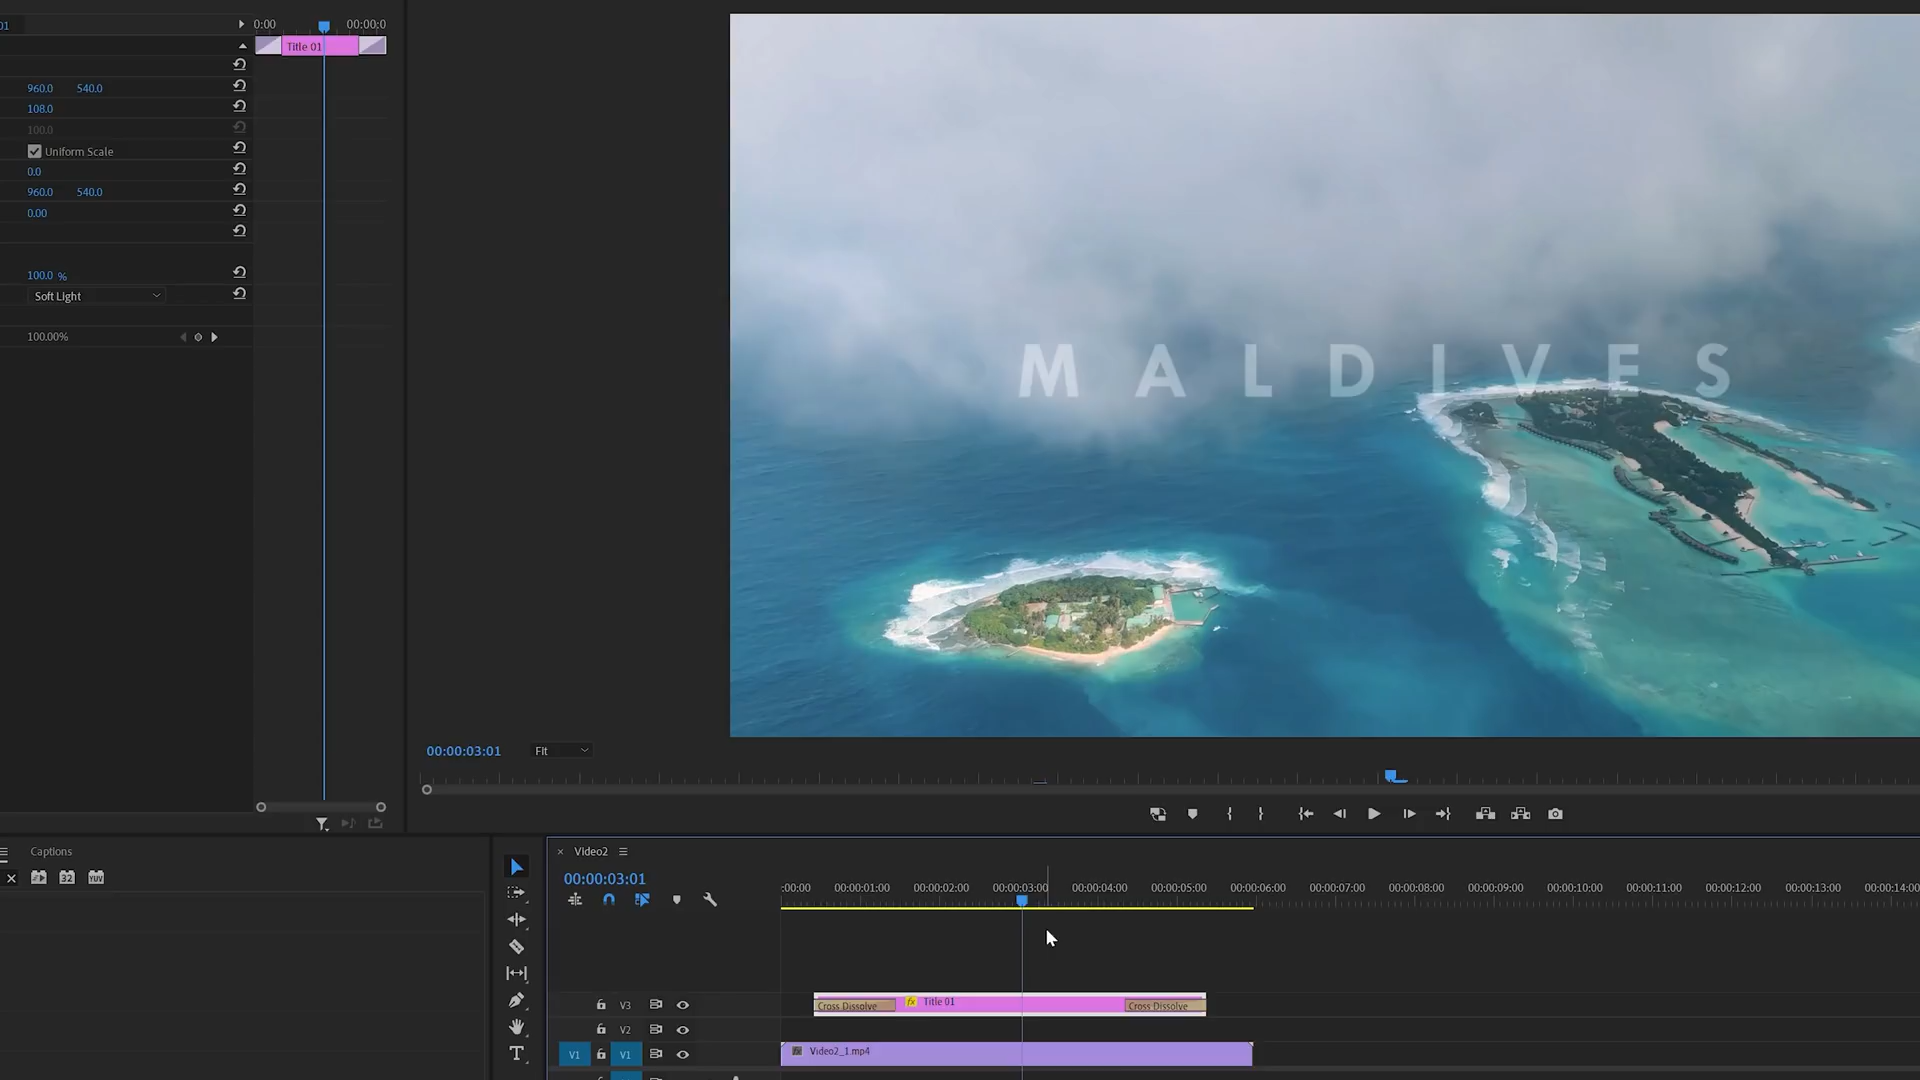 01
0:00
00:00:0
Title 01
960.0 540.0
108.0
100.0
Uniform Scale
0.0
960.0 540.0
0.00
100.0 %
Soft Light
100.00%
MALDIVES
00:00:03:01
Fit
Captions
32
YUV
Video2
00:00:03:01
:00:00 00:00:01:00 00:00:02:00 00:00:03:00 00:00:04:00 00:00:05:00 00:00:06:00 00:00:07:00 00:00:08:00 00:00:09:00 00:00:10:00 00:00:11:00 00:00:12:00 00:00:13:00 00:00:14:00
V3
Cross Dissolve
fx Title 01
Cross Dissolve
V2
V1 V1
fx Video2_1.mp4